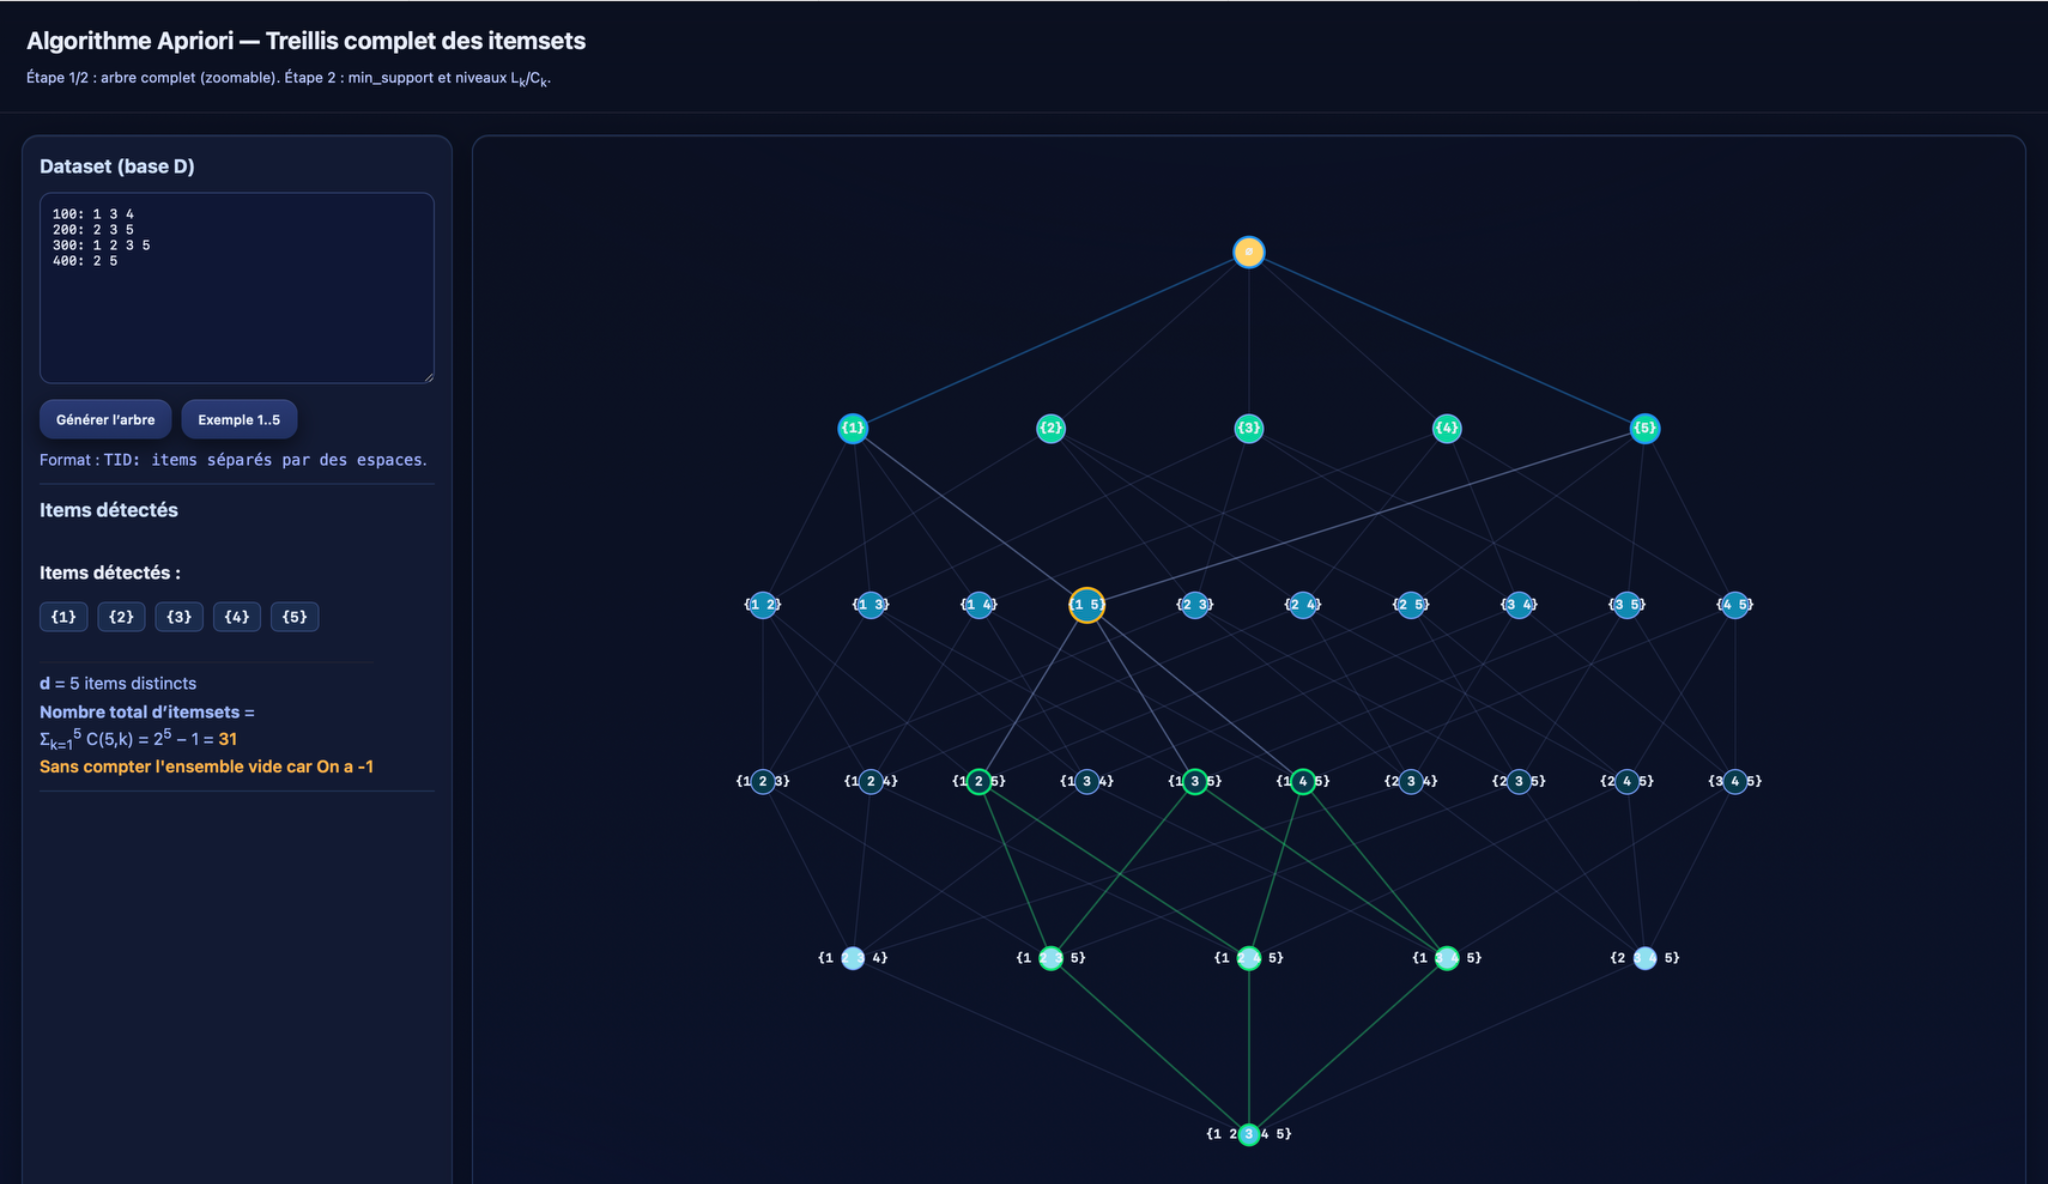 Algorithme Apriori — Treillis complet des itemsets
Étape 1/2 : arbre complet (zoomable). Étape 2 : min_support et niveaux Lk/Ck.
Dataset (base D)
100: 1 3 4
200: 2 3 5
300: 1 2 3 5
400: 2 5
Générer l’arbre
Exemple 1..5
Format : TID: items séparés par des espaces.
Items détectés
Items détectés :
{1} {2} {3} {4} {5}
d = 5 items distincts
Nombre total d’itemsets =
Σk=1^5 C(5,k) = 2^5 − 1 = 31
Sans compter l'ensemble vide car On a -1
∅
{1} {2} {3} {4} {5}
{1 2} {1 3} {1 4} {1 5} {2 3} {2 4} {2 5} {3 4} {3 5} {4 5}
{1 2 3} {1 2 4} {1 2 5} {1 3 4} {1 3 5} {1 4 5} {2 3 4} {2 3 5} {2 4 5} {3 4 5}
{1 2 3 4} {1 2 3 5} {1 2 4 5} {1 3 4 5} {2 3 4 5}
{1 2 3 4 5}